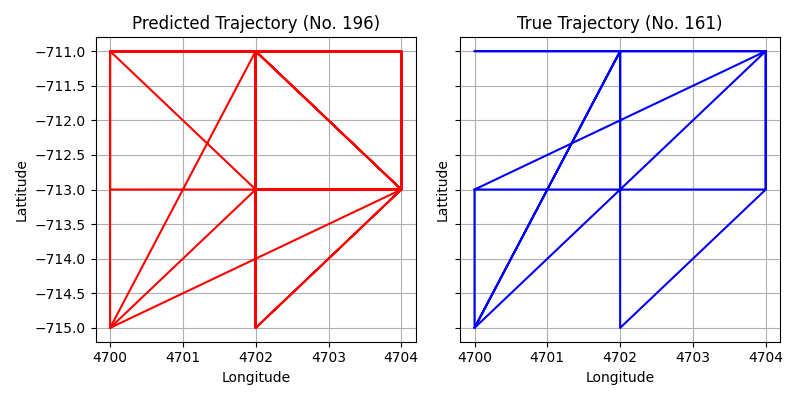 Predicted Trajectory (No. 196)
True Trajectory (No. 161)
−711.0
−711.5
−712.0
−712.5
−713.0
−713.5
−714.0
−714.5
−715.0
Lattitude
Lattitude
4700 4701 4702 4703 4704
4700 4701 4702 4703 4704
Longitude
Longitude